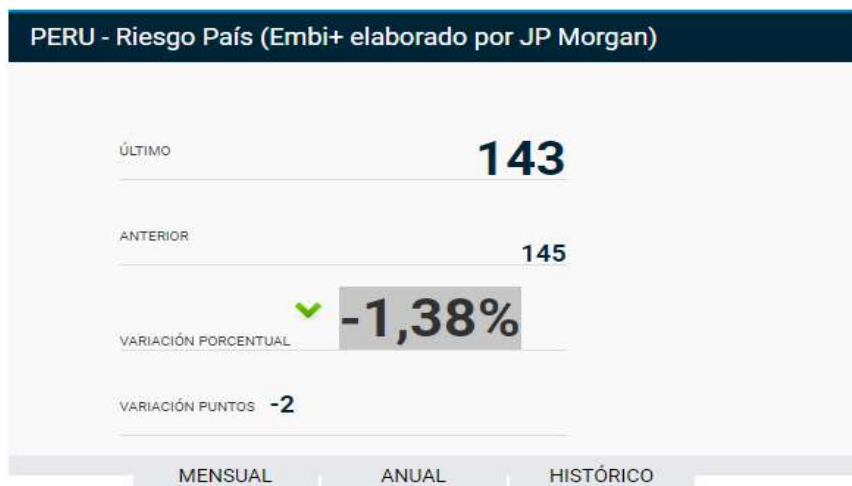 PERU - Riesgo País (Embi+ elaborado por JP Morgan)
ÚLTIMO 143
ANTERIOR 145
VARIACIÓN PORCENTUAL -1,38%
VARIACIÓN PUNTOS -2
MENSUAL ANUAL HISTÓRICO